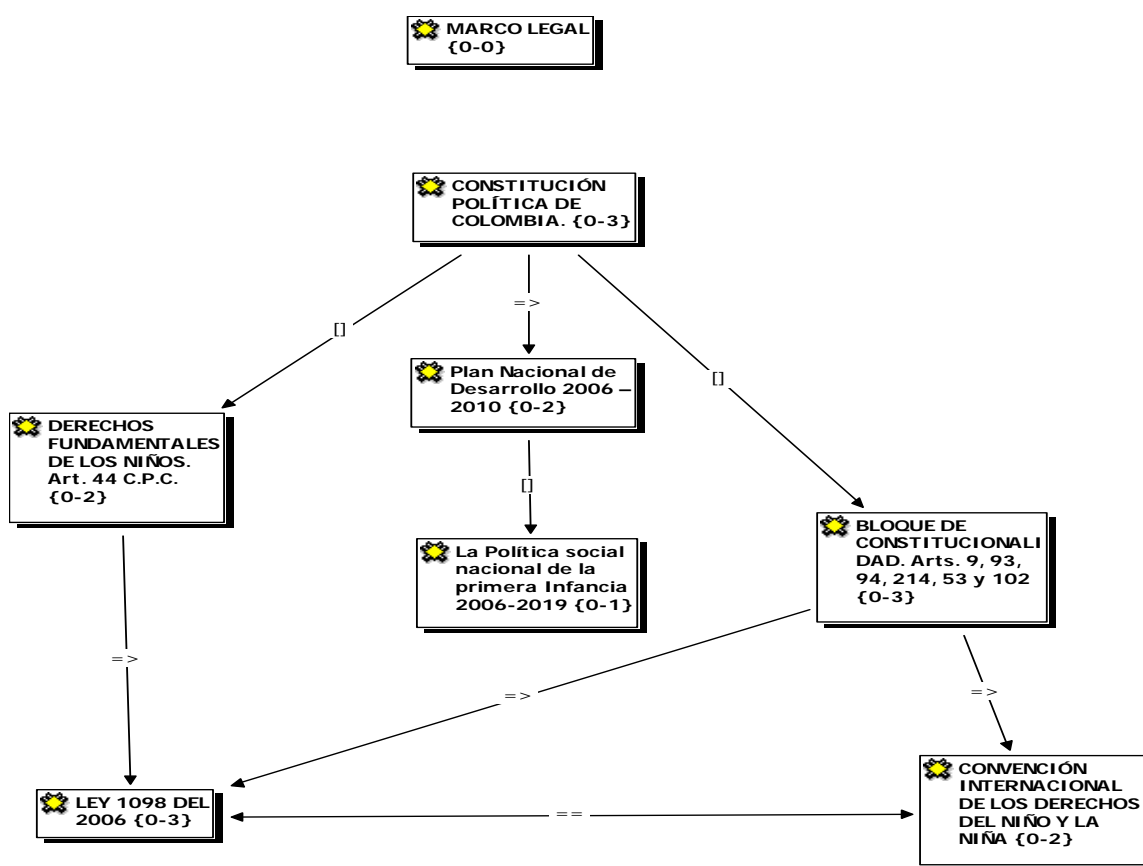 MARCO LEGAL
{0-0}
CONSTITUCIÓN
POLÍTICA DE
COLOMBIA. {0-3}
[]
=>
[]
Plan Nacional de
Desarrollo 2006 –
2010 {0-2}
DERECHOS
FUNDAMENTALES
DE LOS NIÑOS.
Art. 44 C.P.C.
{0-2}
[]
La Política social
nacional de la
primera Infancia
2006-2019 {0-1}
BLOQUE DE
CONSTITUCIONALI
DAD. Arts. 9, 93,
94, 214, 53 y 102
{0-3}
=>
=>
=>
LEY 1098 DEL
2006 {0-3}
==
CONVENCIÓN
INTERNACIONAL
DE LOS DERECHOS
DEL NIÑO Y LA
NIÑA {0-2}